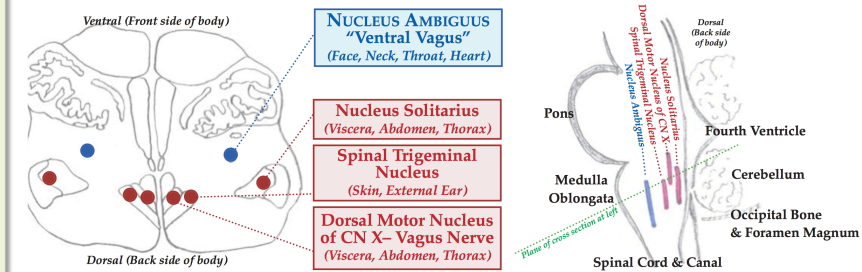 Ventral (Front side of body)
Dorsal (Back side of body)
NUCLEUS AMBIGUUS
“Ventral Vagus”
(Face, Neck, Throat, Heart)
Nucleus Solitarius
(Viscera, Abdomen, Thorax)
Spinal Trigeminal
Nucleus
(Skin, External Ear)
Dorsal Motor Nucleus
of CN X– Vagus Nerve
(Viscera, Abdomen, Thorax)
Dorsal
(Back side
of body)
Nucleus Solitarius
Dorsal Motor Nucleus of CN X-
Spinal Trigeminal Nucleus
Nucleus Ambiguus
Pons
Fourth Ventricle
Cerebellum
Medulla
Oblongata
Occipital Bone
& Foramen Magnum
Plane of cross section at left
Spinal Cord & Canal